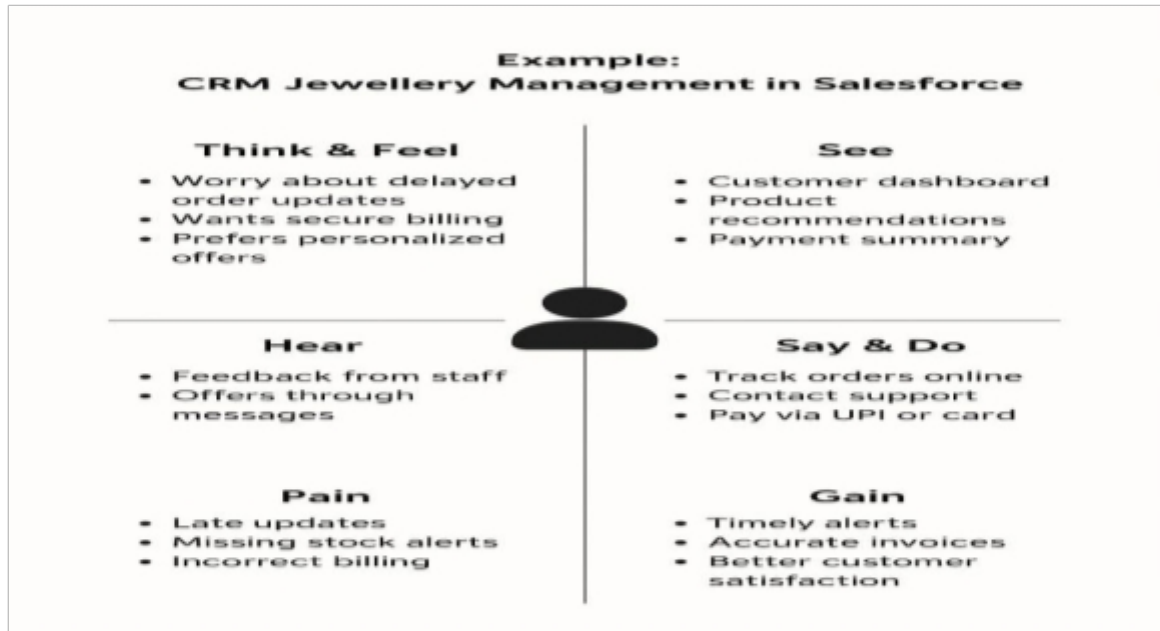 Example:
CRM Jewellery Management in Salesforce
Think & Feel
• Worry about delayed
order updates
• Wants secure billing
• Prefers personalized
offers
See
• Customer dashboard
• Product
recommendations
• Payment summary
Hear
• Feedback from staff
• Offers through
messages
Say & Do
• Track orders online
• Contact support
• Pay via UPI or card
Pain
• Late updates
• Missing stock alerts
• Incorrect billing
Gain
• Timely alerts
• Accurate invoices
• Better customer
satisfaction